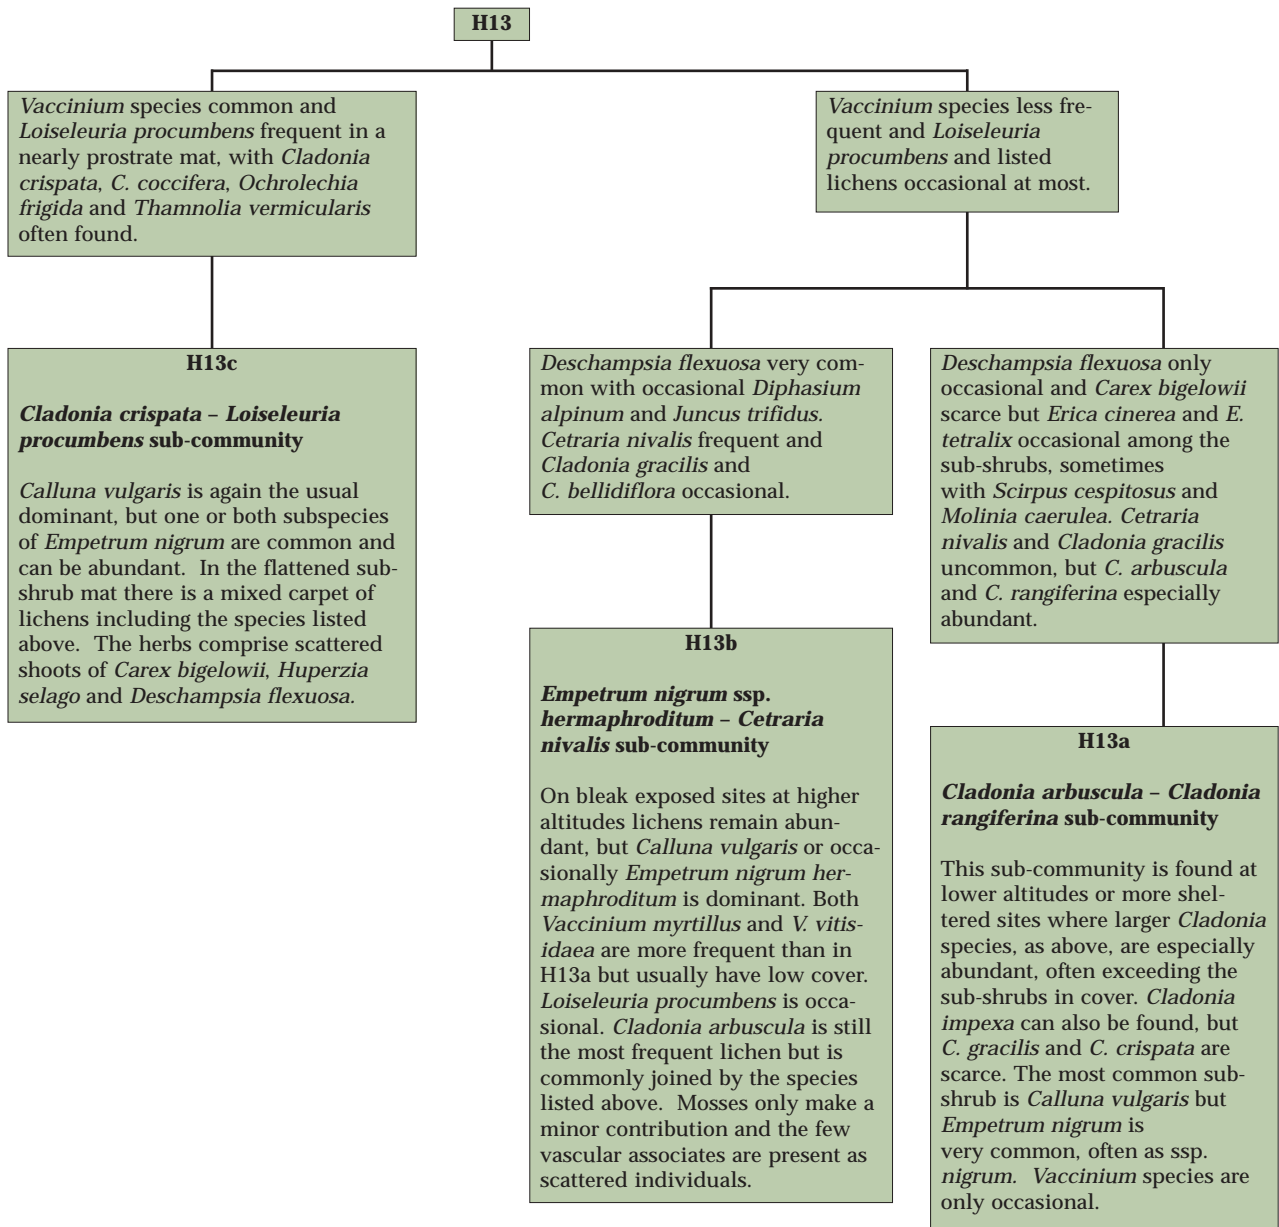 H13
Vaccinium species common and
Loiseleuria procumbens frequent in a
nearly prostrate mat, with Cladonia
crispata, C. coccifera, Ochrolechia
frigida and Thamnolia vermicularis
often found.
Vaccinium species less fre-
quent and Loiseleuria
procumbens and listed
lichens occasional at most.
H13c
Cladonia crispata – Loiseleuria
procumbens sub-community
Calluna vulgaris is again the usual
dominant, but one or both subspecies
of Empetrum nigrum are common and
can be abundant. In the flattened sub-
shrub mat there is a mixed carpet of
lichens including the species listed
above. The herbs comprise scattered
shoots of Carex bigelowii, Huperzia
selago and Deschampsia flexuosa.
Deschampsia flexuosa very com-
mon with occasional Diphasium
alpinum and Juncus trifidus.
Cetraria nivalis frequent and
Cladonia gracilis and
C. bellidiflora occasional.
Deschampsia flexuosa only
occasional and Carex bigelowii
scarce but Erica cinerea and E.
tetralix occasional among the
sub-shrubs, sometimes
with Scirpus cespitosus and
Molinia caerulea. Cetraria
nivalis and Cladonia gracilis
uncommon, but C. arbuscula
and C. rangiferina especially
abundant.
H13b
Empetrum nigrum ssp.
hermaphroditum – Cetraria
nivalis sub-community
On bleak exposed sites at higher
altitudes lichens remain abun-
dant, but Calluna vulgaris or occa-
sionally Empetrum nigrum her-
maphroditum is dominant. Both
Vaccinium myrtillus and V. vitis-
idaea are more frequent than in
H13a but usually have low cover.
Loiseleuria procumbens is occa-
sional. Cladonia arbuscula is still
the most frequent lichen but is
commonly joined by the species
listed above. Mosses only make a
minor contribution and the few
vascular associates are present as
scattered individuals.
H13a
Cladonia arbuscula – Cladonia
rangiferina sub-community
This sub-community is found at
lower altitudes or more shel-
tered sites where larger Cladonia
species, as above, are especially
abundant, often exceeding the
sub-shrubs in cover. Cladonia
impexa can also be found, but
C. gracilis and C. crispata are
scarce. The most common sub-
shrub is Calluna vulgaris but
Empetrum nigrum is
very common, often as ssp.
nigrum. Vaccinium species are
only occasional.